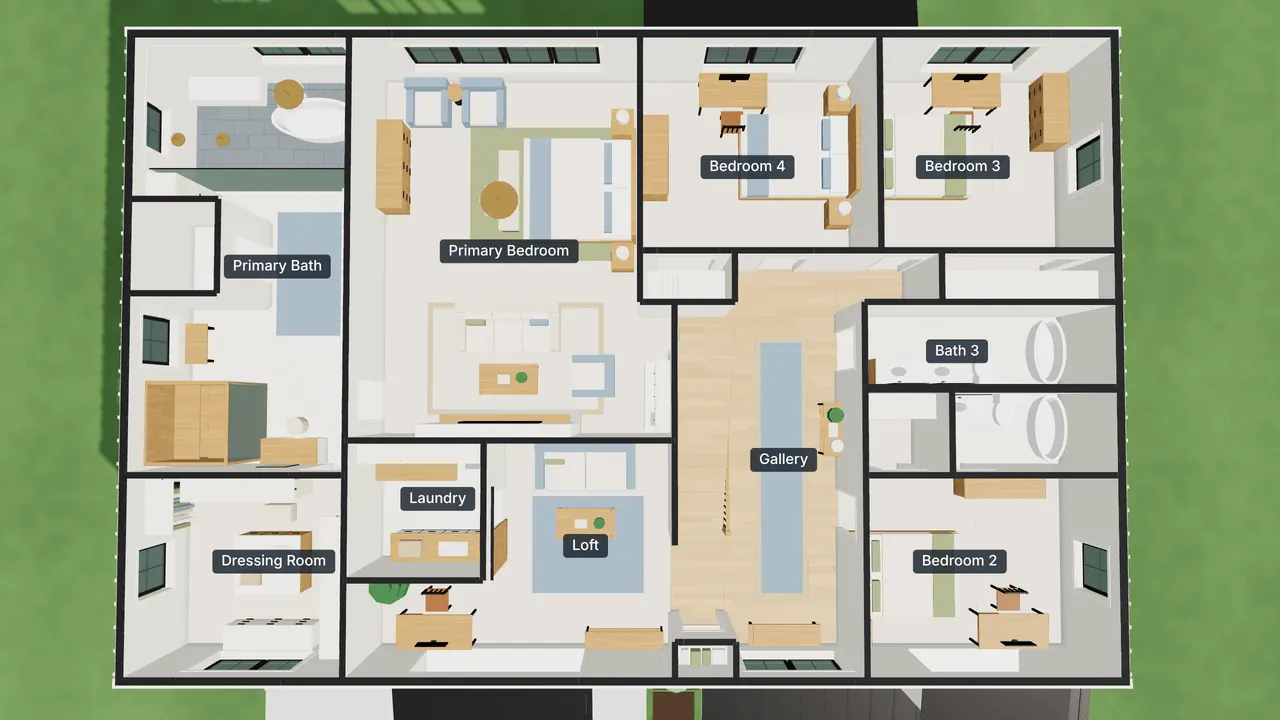 Bedroom 4
Bedroom 3
Primary Bedroom
Primary Bath
Bath 3
Gallery
Laundry
Loft
Dressing Room
Bedroom 2